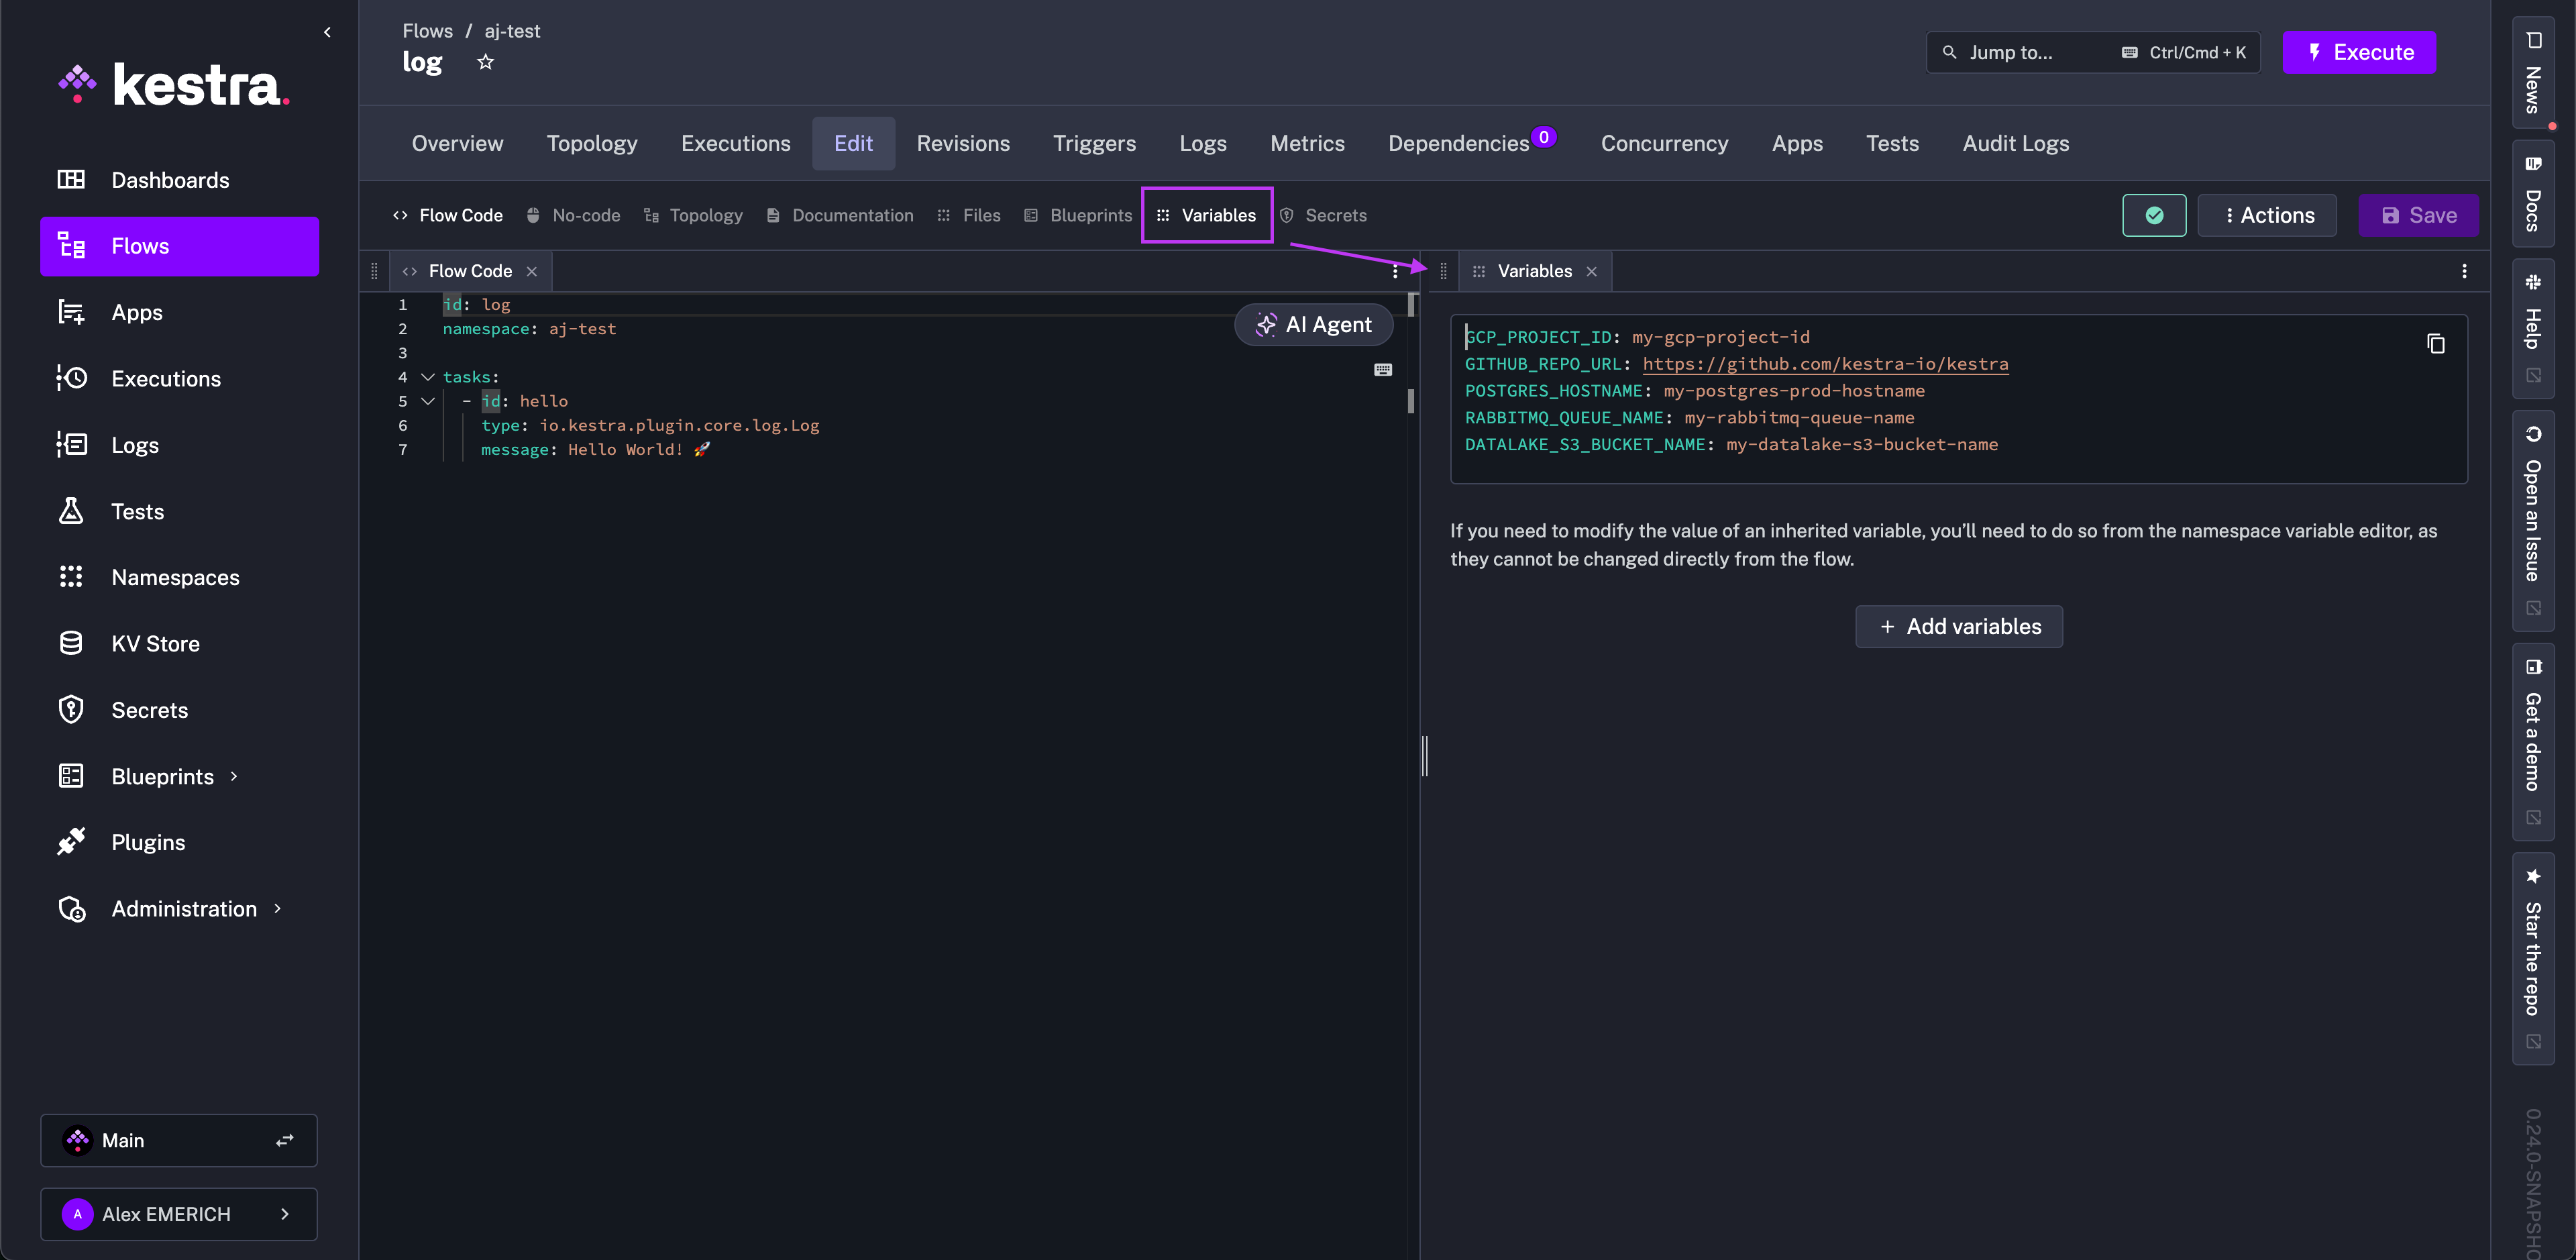 kestra.
Dashboards
Flows
Apps
Executions
Logs
Tests
Namespaces
KV Store
Secrets
Blueprints
Plugins
Administration
Main
A Alex EMERICH
Flows / aj-test
log
Jump to... Ctrl/Cmd + K
Execute
Overview Topology Executions Edit Revisions Triggers Logs Metrics Dependencies 0 Concurrency Apps Tests Audit Logs
Flow Code No-code Topology Documentation Files Blueprints Variables Secrets
Actions Save
Flow Code
1 id: log
2 namespace: aj-test
3
4 tasks:
5 - id: hello
6 type: io.kestra.plugin.core.log.Log
7 message: Hello World! 🚀
AI Agent
Variables
GCP_PROJECT_ID: my-gcp-project-id
GITHUB_REPO_URL: https://github.com/kestra-io/kestra
POSTGRES_HOSTNAME: my-postgres-prod-hostname
RABBITMQ_QUEUE_NAME: my-rabbitmq-queue-name
DATALAKE_S3_BUCKET_NAME: my-datalake-s3-bucket-name
If you need to modify the value of an inherited variable, you’ll need to do so from the namespace variable editor, as
they cannot be changed directly from the flow.
+ Add variables
News
Docs
Help
Open an Issue
Get a demo
Star the repo
0.24.0-SNAPSHO